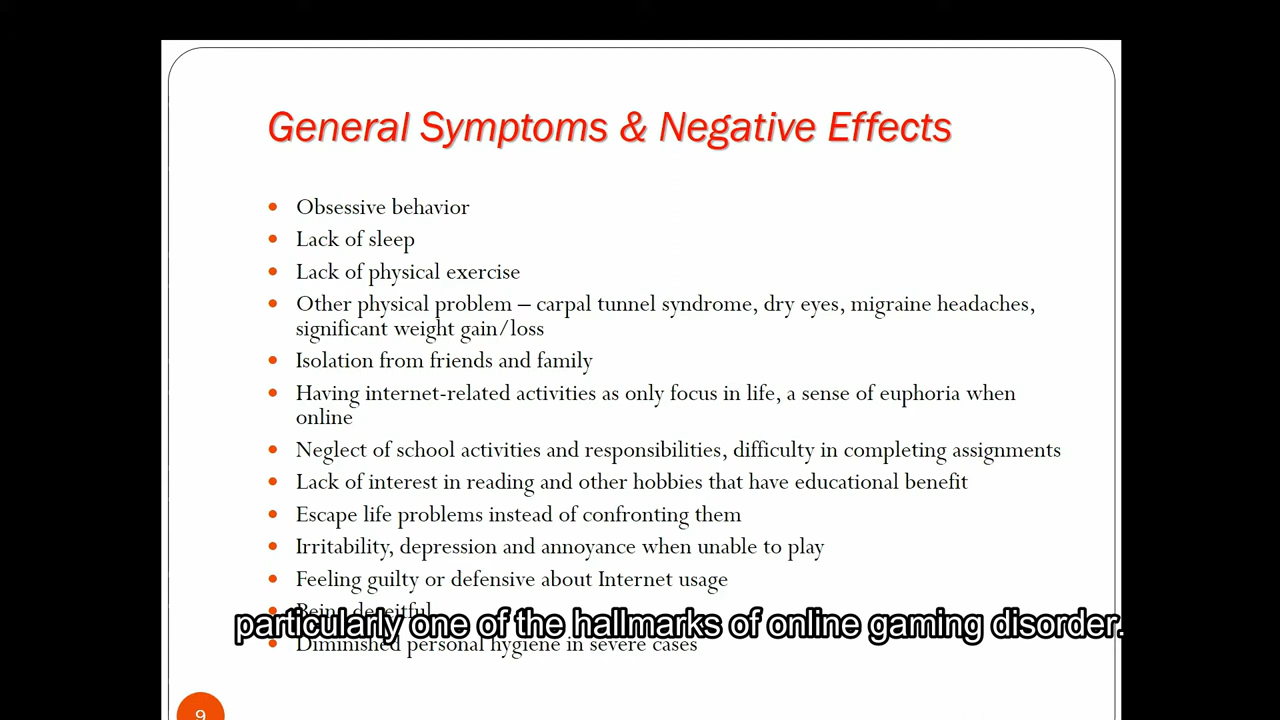 General Symptoms & Negative Effects
• Obsessive behavior
• Lack of sleep
• Lack of physical exercise
• Other physical problem – carpal tunnel syndrome, dry eyes, migraine headaches,
significant weight gain/loss
• Isolation from friends and family
• Having internet-related activities as only focus in life, a sense of euphoria when
online
• Neglect of school activities and responsibilities, difficulty in completing assignments
• Lack of interest in reading and other hobbies that have educational benefit
• Escape life problems instead of confronting them
• Irritability, depression and annoyance when unable to play
• Feeling guilty or defensive about Internet usage
• Being deceitful
particularly one of the hallmarks of online gaming disorder.
• Diminished personal hygiene in severe cases
9